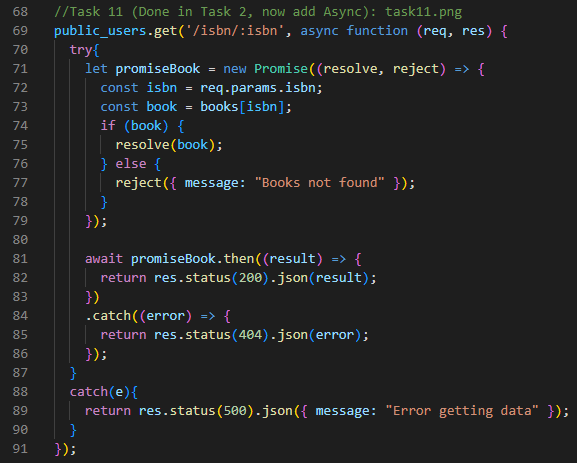 68 //Task 11 (Done in Task 2, now add Async): task11.png
69 public_users.get('/isbn/:isbn', async function (req, res) {
70   try{
71     let promiseBook = new Promise((resolve, reject) => {
72       const isbn = req.params.isbn;
73       const book = books[isbn];
74       if (book) {
75         resolve(book);
76       } else {
77         reject({ message: "Books not found" });
78       }
79     });
80
81     await promiseBook.then((result) => {
82       return res.status(200).json(result);
83     })
84     .catch((error) => {
85       return res.status(404).json(error);
86     });
87   }
88   catch(e){
89     return res.status(500).json({ message: "Error getting data" });
90   }
91 });